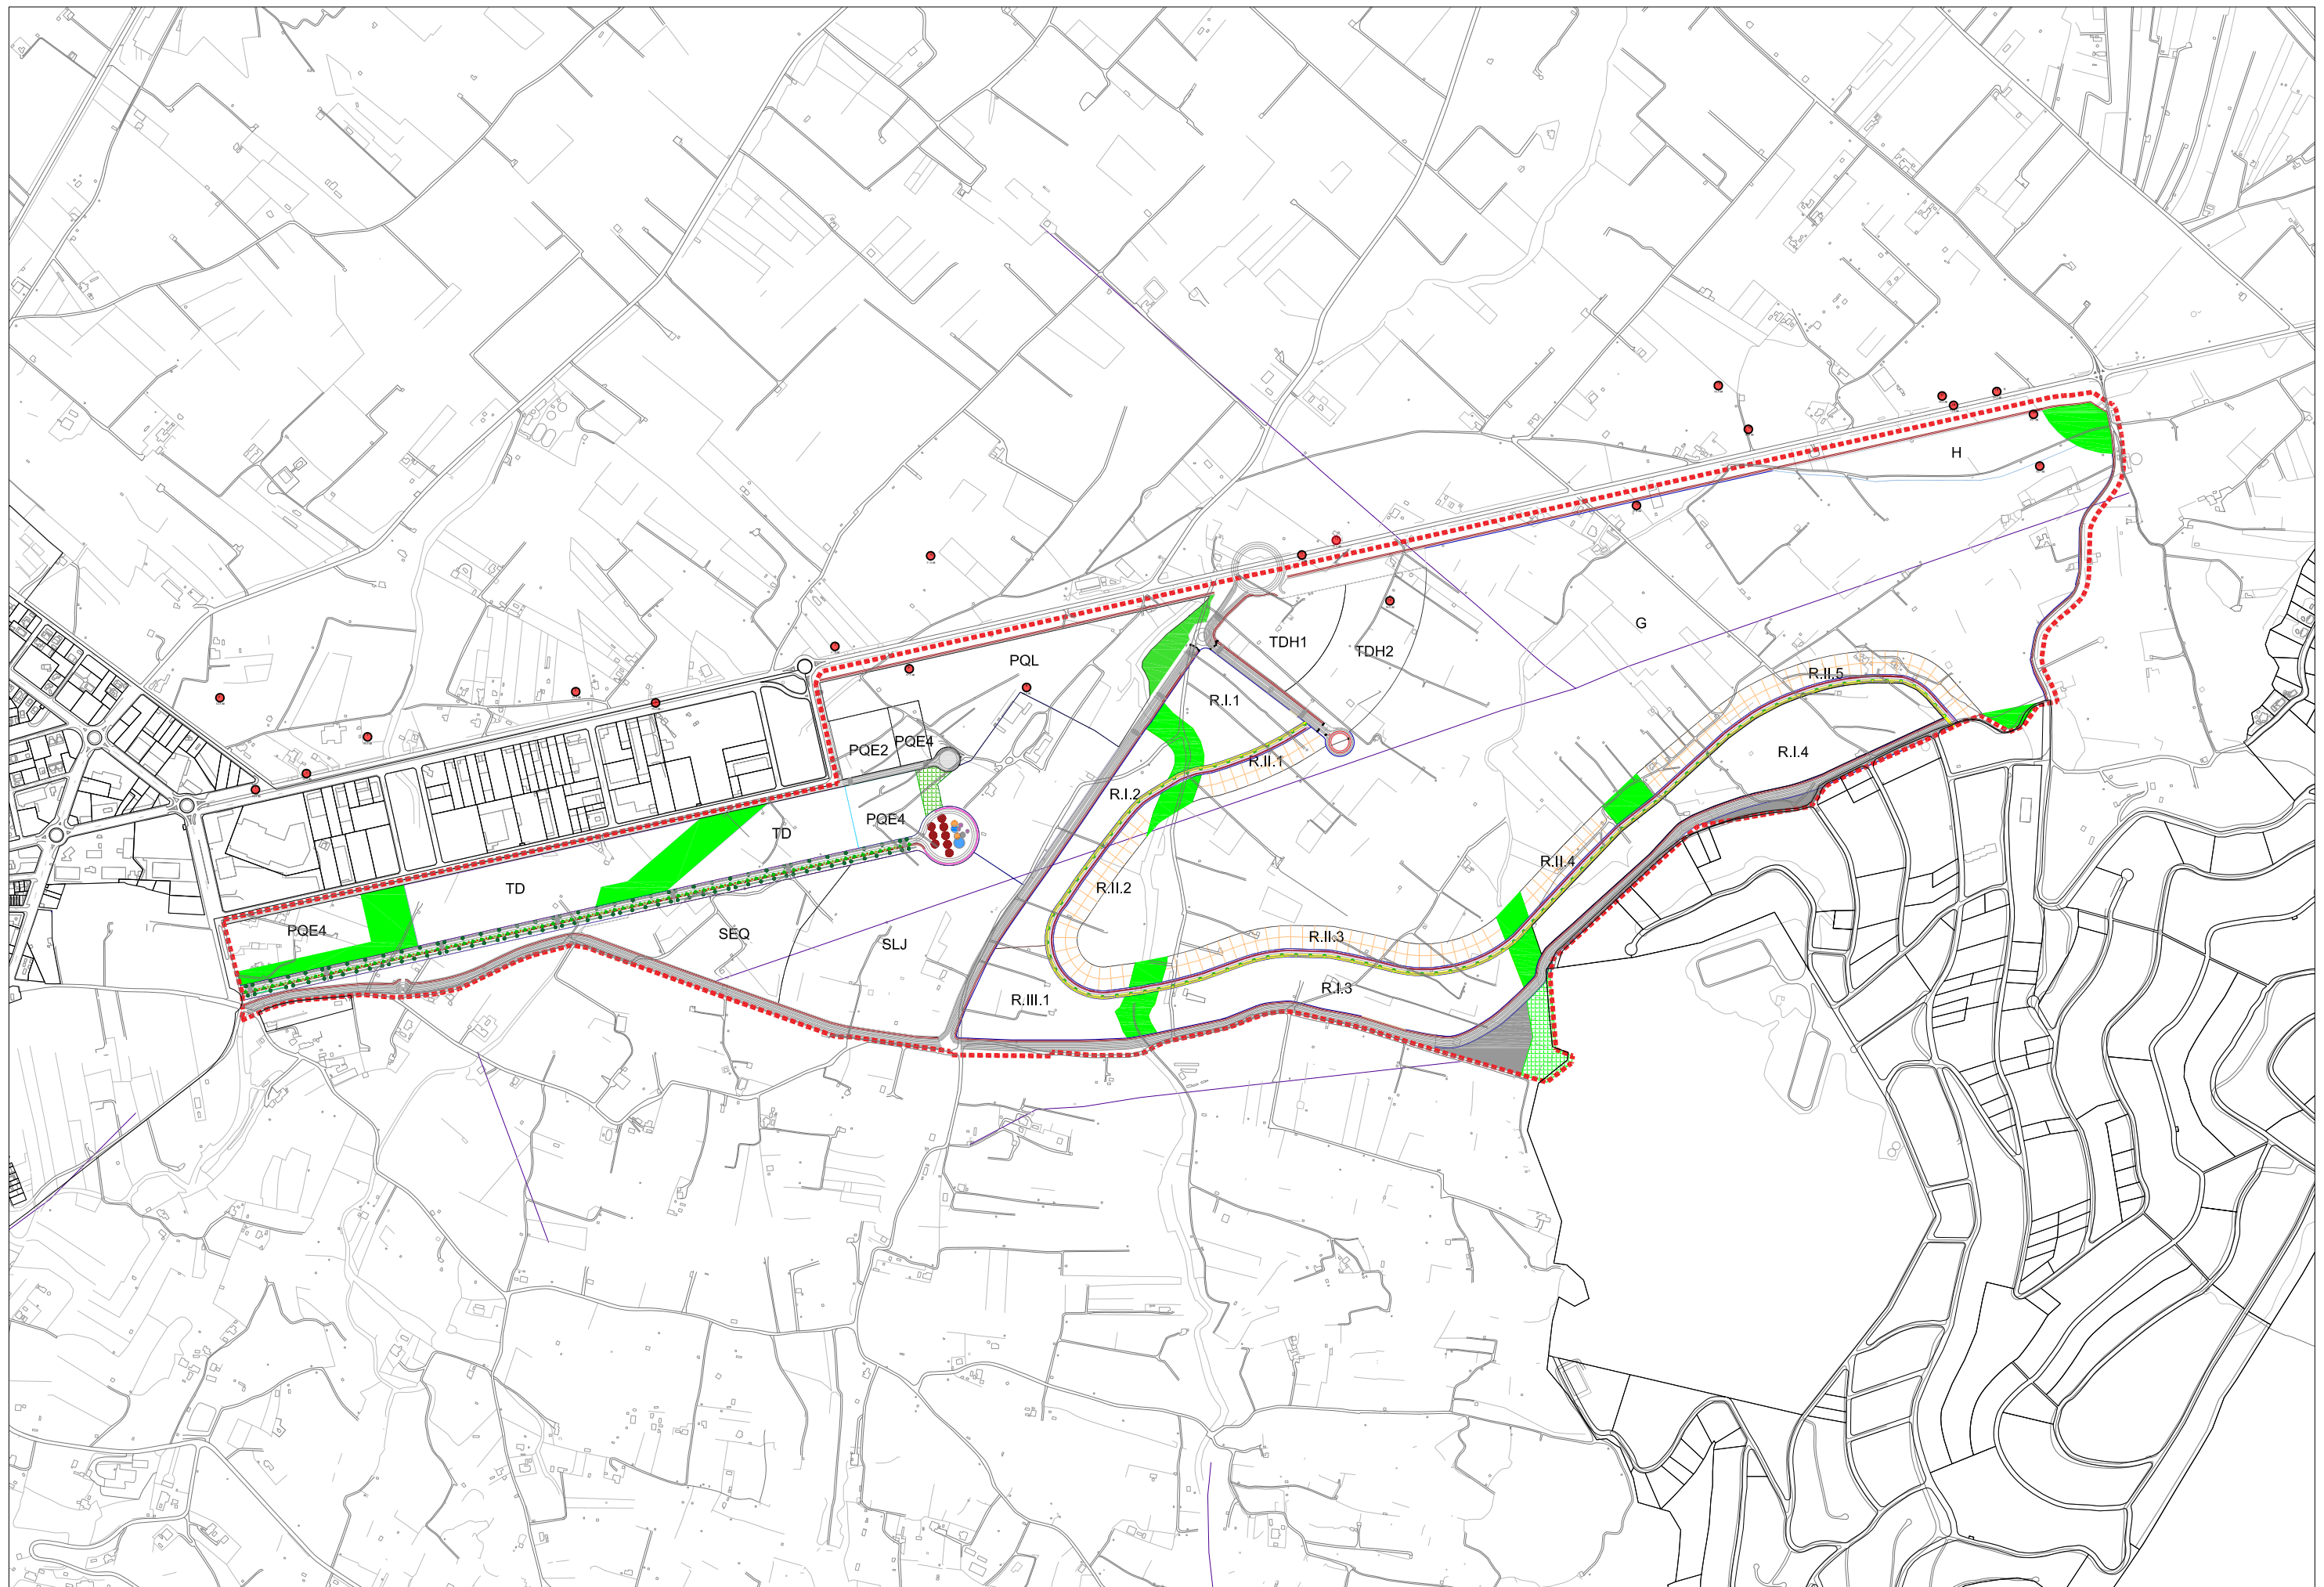 H
G
TDH1
TDH2
PQL
R.II.5
R.I.1
PQE2
PQE4
R.II.1
R.I.4
R.I.2
PQE4
TD
R.II.4
TD
R.II.2
PQE4
SEQ
R.II.3
SLJ
R.I.3
R.III.1